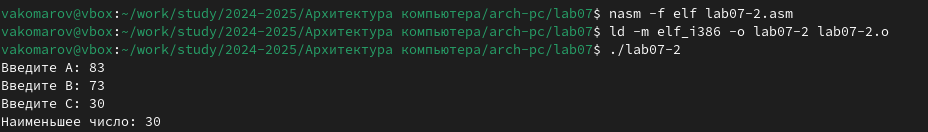 vakomarov@vbox:~/work/study/2024-2025/Архитектура компьютера/arch-pc/lab07$ nasm -f elf lab07-2.asm
vakomarov@vbox:~/work/study/2024-2025/Архитектура компьютера/arch-pc/lab07$ ld -m elf_i386 -o lab07-2 lab07-2.o
vakomarov@vbox:~/work/study/2024-2025/Архитектура компьютера/arch-pc/lab07$ ./lab07-2
Введите A: 83
Введите B: 73
Введите C: 30
Наименьшее число: 30